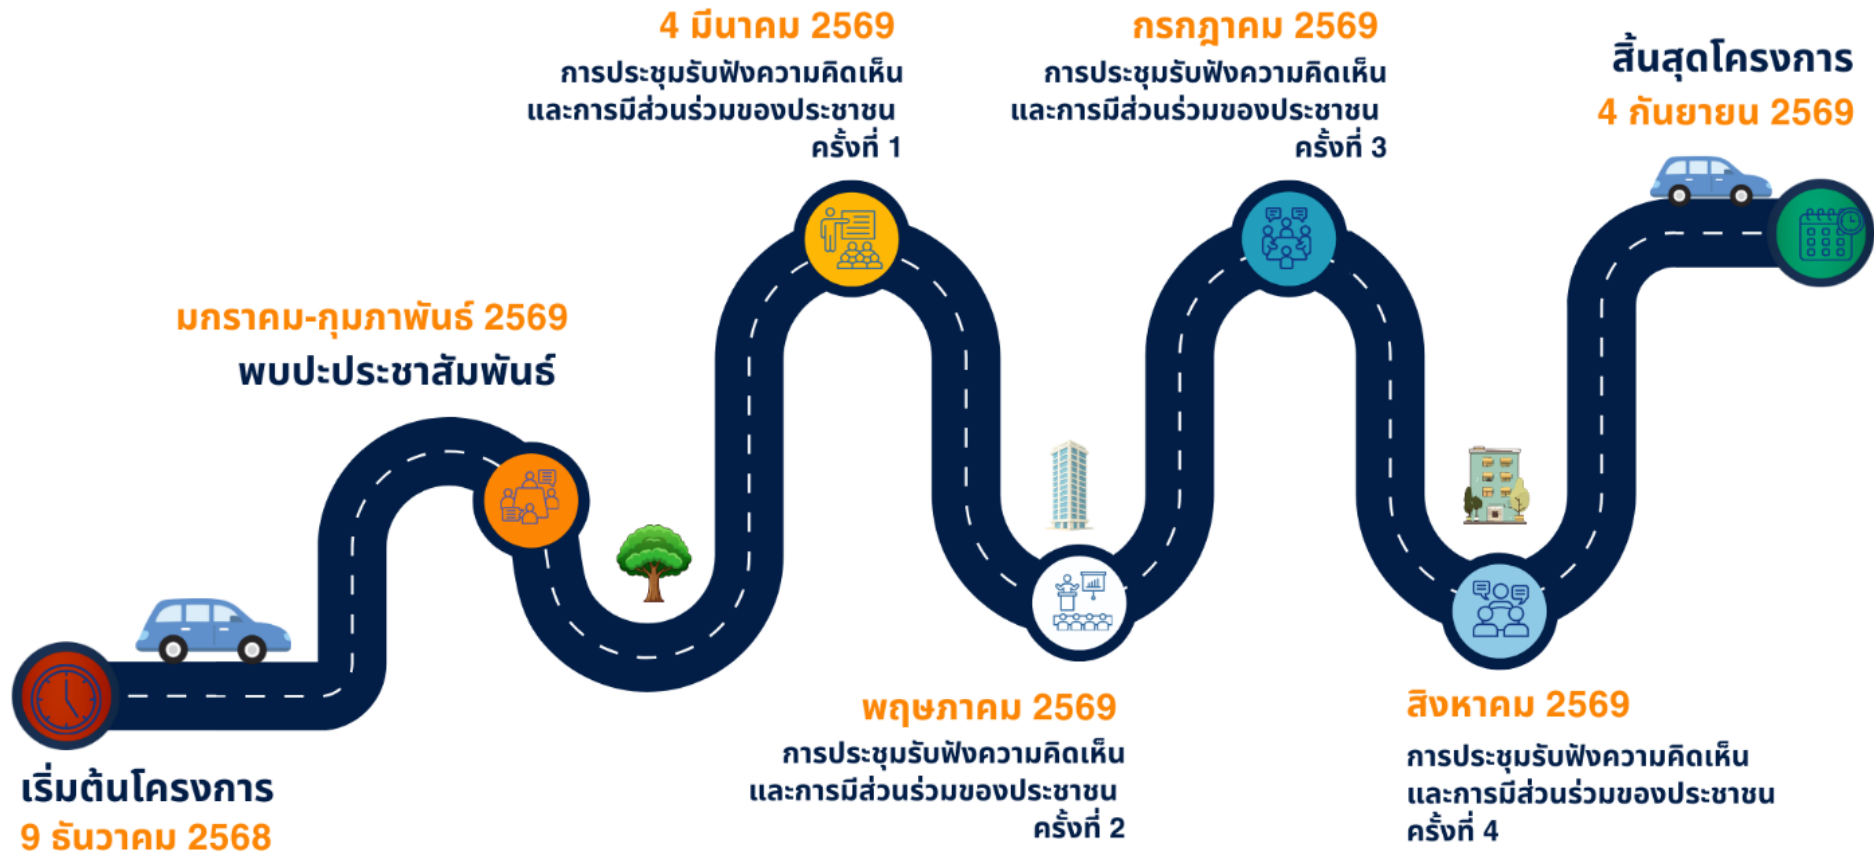 เริ่มต้นโครงการ
9 ธันวาคม 2568
มกราคม-กุมภาพันธ์ 2569
พบปะประชาสัมพันธ์
4 มีนาคม 2569
การประชุมรับฟังความคิดเห็น
และการมีส่วนร่วมของประชาชน
ครั้งที่ 1
พฤษภาคม 2569
การประชุมรับฟังความคิดเห็น
และการมีส่วนร่วมของประชาชน
ครั้งที่ 2
กรกฎาคม 2569
การประชุมรับฟังความคิดเห็น
และการมีส่วนร่วมของประชาชน
ครั้งที่ 3
สิงหาคม 2569
การประชุมรับฟังความคิดเห็น
และการมีส่วนร่วมของประชาชน
ครั้งที่ 4
สิ้นสุดโครงการ
4 กันยายน 2569